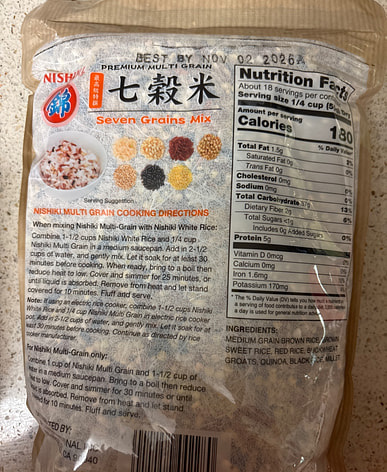 BEST BY NOV 02 2026
PREMIUM MULTI GRAIN
NISHIKI
錦
七穀米
Seven Grains Mix
Serving Suggestion
NISHIKI MULTI GRAIN COOKING DIRECTIONS
When mixing Nishiki Multi-Grain with Nishiki White Rice:
Combine 1-1/2 cups Nishiki White Rice and 1/4 cup
Nishiki Multi Grain in a medium saucepan. Add in 2-1/2
cups of water, and gently mix. Let it soak for at least 30
minutes before cooking. When ready, bring to a boil then
reduce heat to low. Cover and simmer for 25 minutes, or
until liquid is absorbed. Remove from heat and let stand
covered for 10 minutes. Fluff and serve.
Note: If using an electric rice cooker, combine 1-1/2 cups Nishiki
White Rice and 1/4 cup Nishiki Multi Grain in electric rice cooker
pot. Add in 2-1/2 cups of water, and gently mix. Let it soak for at
least 30 minutes before cooking. Continue as directed by rice
cooker manufacturer.
For Nishiki Multi-Grain only:
Combine 1 cup of Nishiki Multi Grain and 1-1/2 cup of
water in a medium saucepan. Bring to a boil then reduce
heat to low. Cover and simmer for 30 minutes or until
liquid is absorbed. Remove from heat and let stand
covered for 10 minutes. Fluff and serve.
Nutrition Facts
About 18 servings per
Serving size 1/4 cup
Amount per serving
Calories 180
% Daily
Total Fat 1.5g
Saturated Fat 0g 0%
Trans Fat 0g
Cholesterol 0mg 0%
Sodium 0mg 0%
Total Carbohydrate 37g
Dietary Fiber 2g
Total Sugars <1g
Includes 0g Added Sugars 0%
Protein 5g
Vitamin D 0mcg
Calcium 0mg
Iron 1.6mg
Potassium 170mg
* The % Daily Value (DV) tells you how much a nutrient in
a serving of food contributes to a daily diet. 2,000 calories
a day is used for general nutrition advice.
INGREDIENTS:
MEDIUM GRAIN BROWN RICE, BROWN
SWEET RICE, RED RICE, BUCKWHEAT
GROATS, QUINOA, BLACK RICE, MILLET